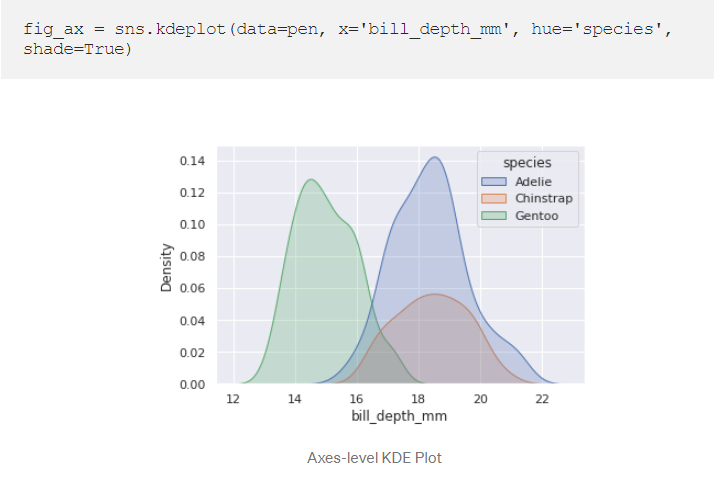 fig_ax = sns.kdeplot(data=pen, x='bill_depth_mm', hue='species',
shade=True)
species
Adelie
Chinstrap
Gentoo
0.14
0.12
0.10
0.08
0.06
0.04
0.02
0.00
Density
12 14 16 18 20 22
bill_depth_mm
Axes-level KDE Plot